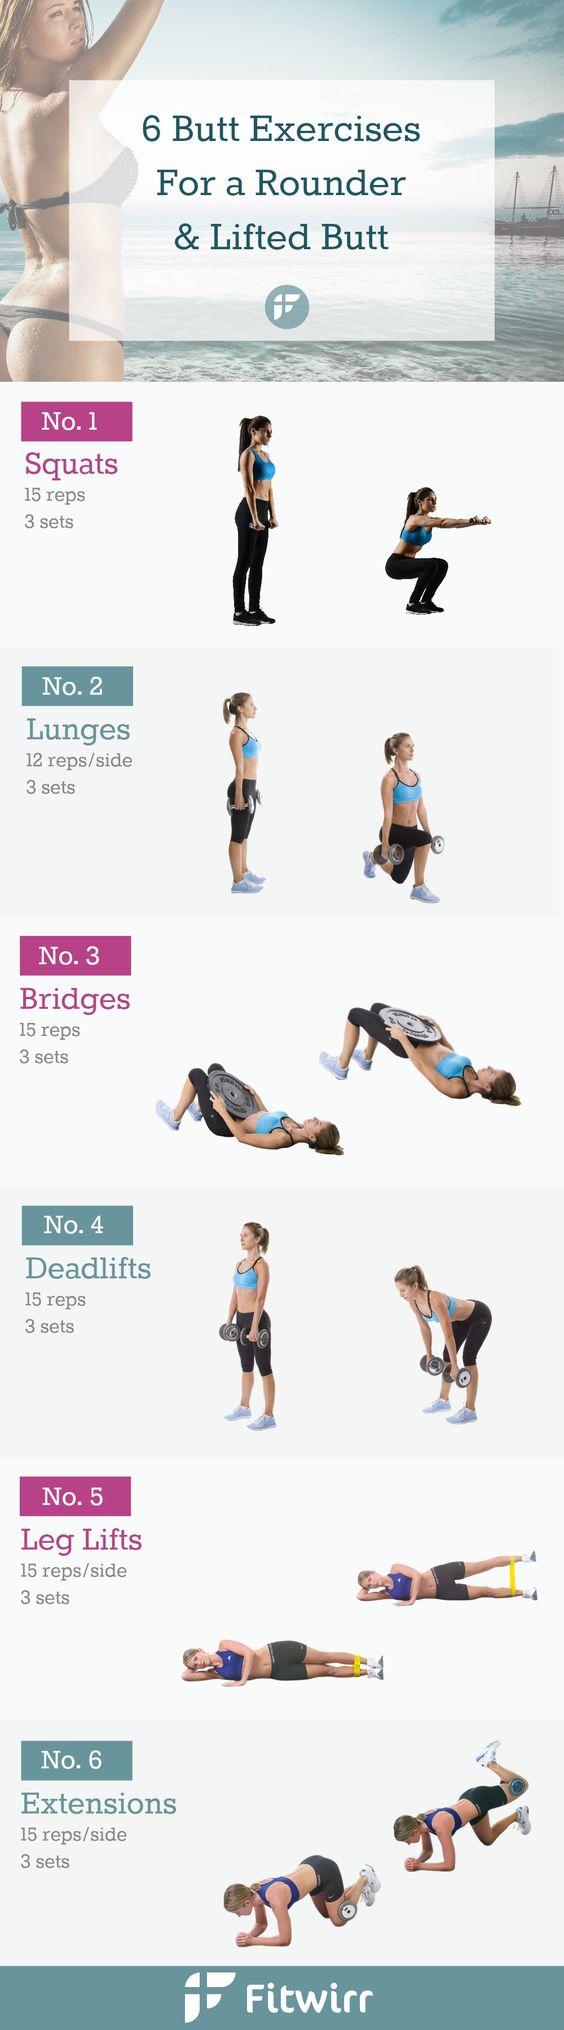 6 Butt Exercises
For a Rounder
& Lifted Butt
No. 1
Squats
15 reps
3 sets
No. 2
Lunges
12 reps/side
3 sets
No. 3
Bridges
15 reps
3 sets
No. 4
Deadlifts
15 reps
3 sets
No. 5
Leg Lifts
15 reps/side
3 sets
No. 6
Extensions
15 reps/side
3 sets
Fitwirr